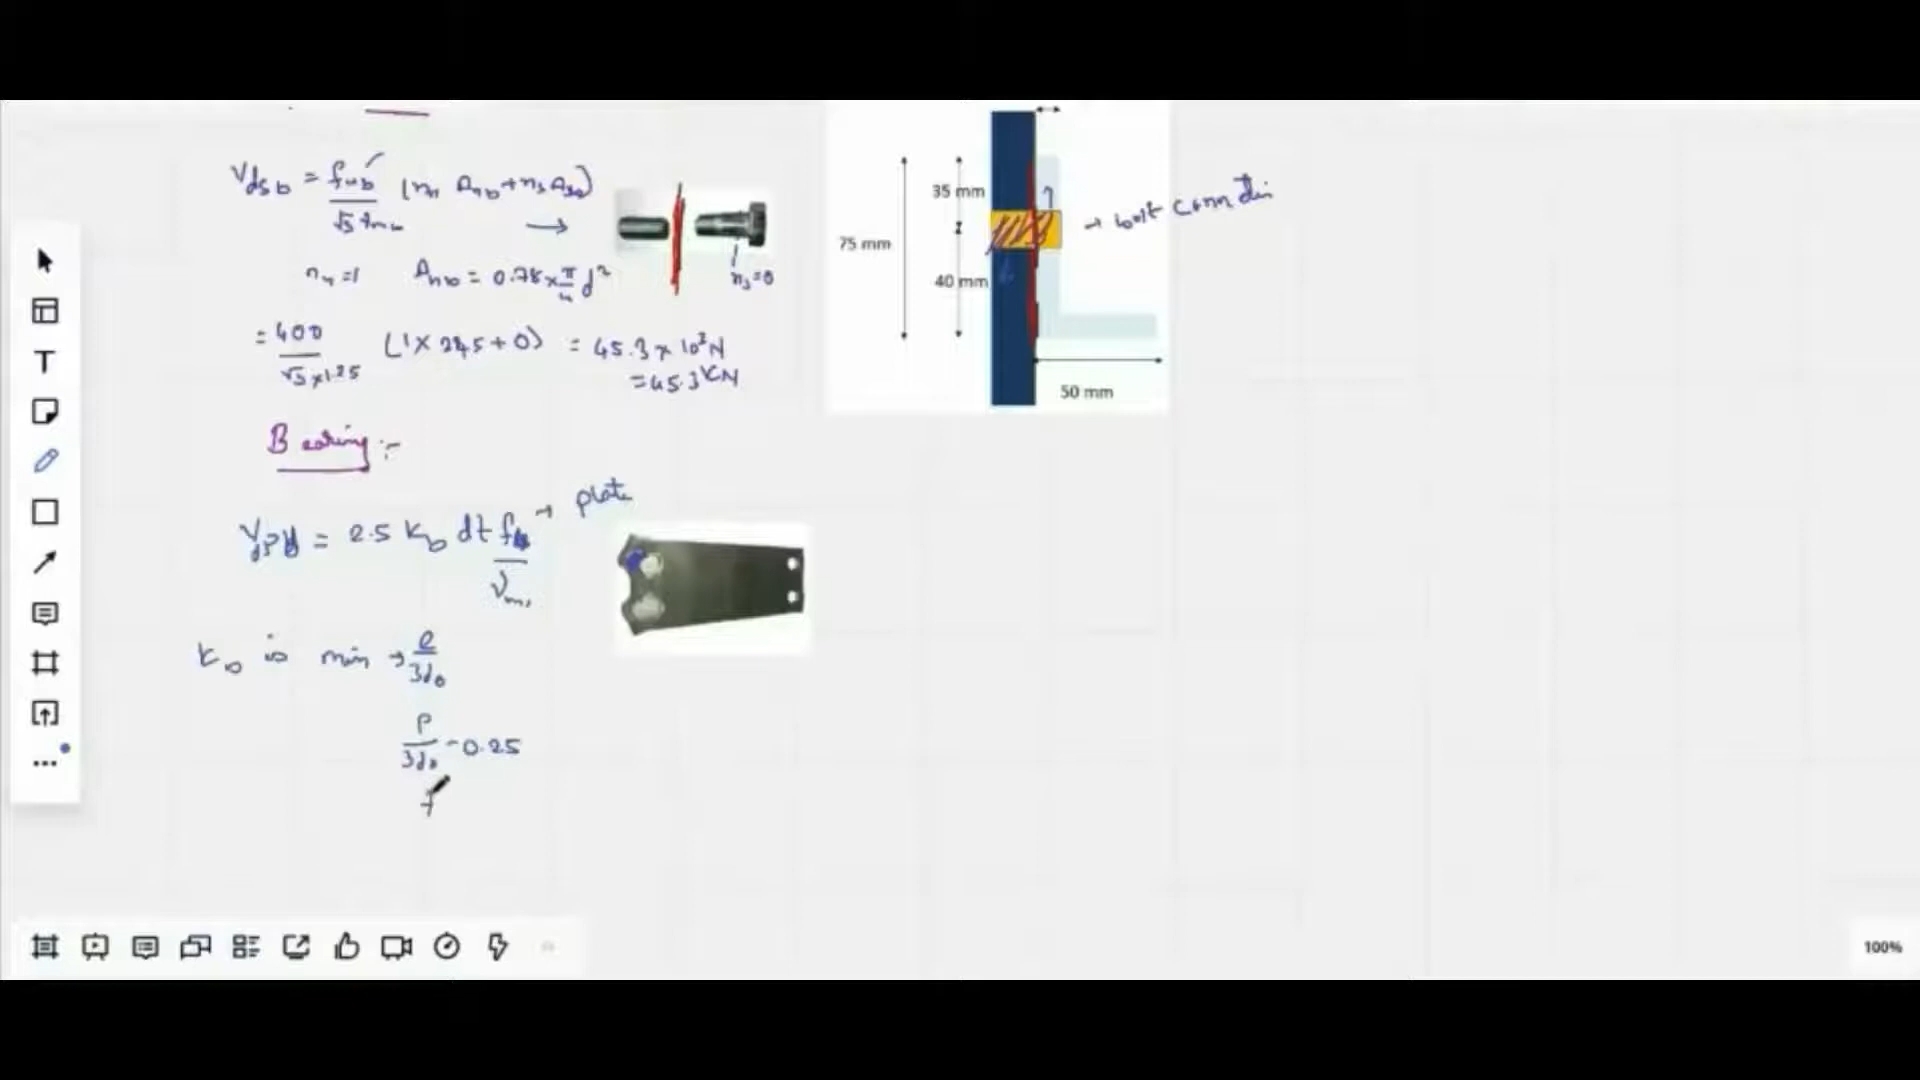 Vdsb = fub / √3 γmb (nn Anb + ns Asb)
nn = 1 Anb = 0.78 × π/4 d²
ns = 0
= 400 / √3 × 1.25 (1 × 245 + 0) = 45.3 × 10³ N
= 45.3 KN
Bearing :-
Vdpb = 2.5 kb dt fu / γmb → plate
kb is min → e / 3d0
p / 3d0 - 0.25
35 mm
75 mm
40 mm
50 mm
→ bolt
100%